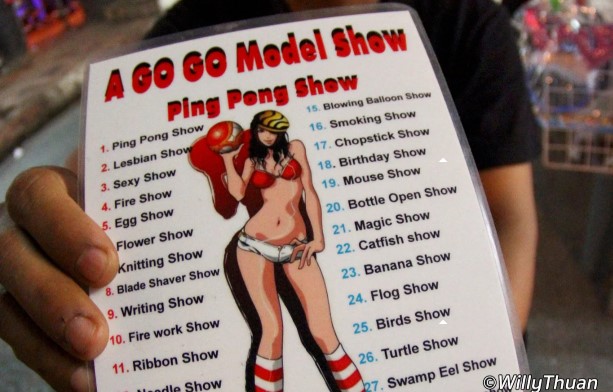 A GO GO Model Show
Ping Pong Show
1. Ping Pong Show
2. Lesbian Show
3. Sexy Show
4. Fire Show
5. Egg Show
Flower Show
Knitting Show
8. Blade Shaver Show
9. Writing Show
10. Fire work Show
11. Ribbon Show
Needle Show
15. Blowing Balloon Show
16. Smoking Show
17. Chopstick Show
18. Birthday Show
19. Mouse Show
20. Bottle Open Show
21. Magic Show
22. Catfish show
23. Banana Show
24. Flog Show
25. Birds Show
26. Turtle Show
27. Swamp Eel Show
©WillyThuan